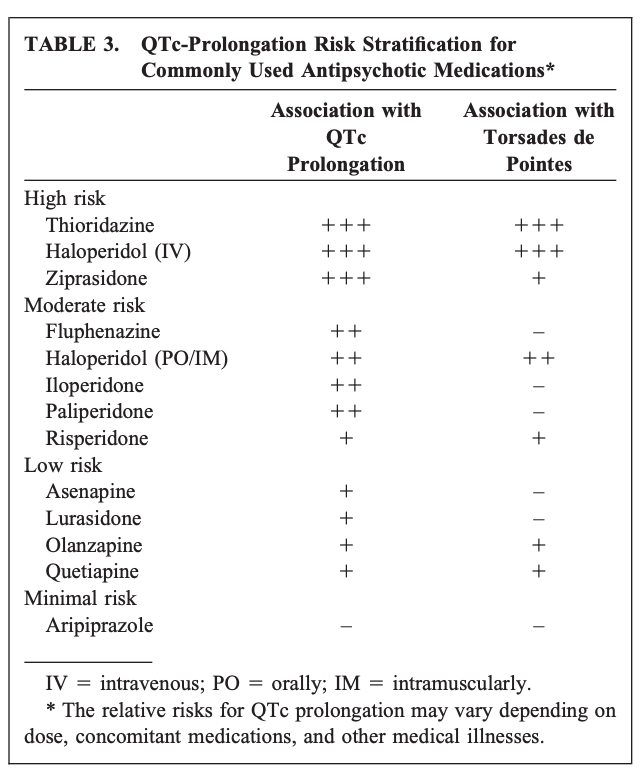 TABLE 3. QTc-Prolongation Risk Stratification for
Commonly Used Antipsychotic Medications*
Association with QTc Prolongation Association with Torsades de Pointes
High risk
Thioridazine +++ +++
Haloperidol (IV) +++ +++
Ziprasidone +++ +
Moderate risk
Fluphenazine ++ –
Haloperidol (PO/IM) ++ ++
Iloperidone ++ –
Paliperidone ++ –
Risperidone + +
Low risk
Asenapine + –
Lurasidone + –
Olanzapine + +
Quetiapine + +
Minimal risk
Aripiprazole – –
IV = intravenous; PO = orally; IM = intramuscularly.
* The relative risks for QTc prolongation may vary depending on
dose, concomitant medications, and other medical illnesses.